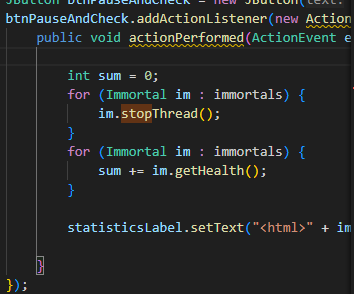 JButton btnPauseAndCheck = new JButton(text:
btnPauseAndCheck.addActionListener(new Action
public void actionPerformed(ActionEvent e
int sum = 0;
for (Immortal im : immortals) {
im.stopThread();
}
for (Immortal im : immortals) {
sum += im.getHealth();
}
statisticsLabel.setText("<html>" + im
}
});